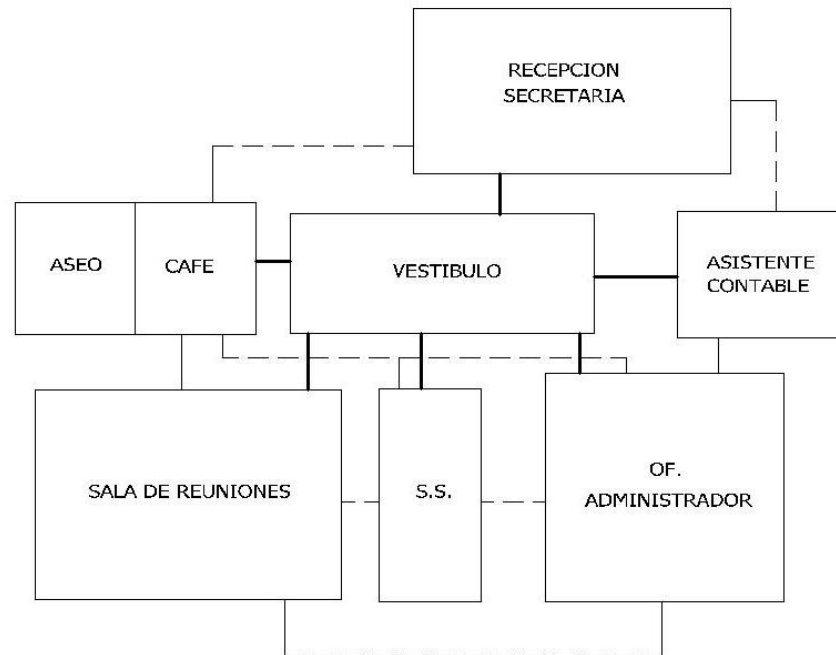 RECEPCION
SECRETARIA
ASEO
CAFE
VESTIBULO
ASISTENTE
CONTABLE
SALA DE REUNIONES
S.S.
OF.
ADMINISTRADOR